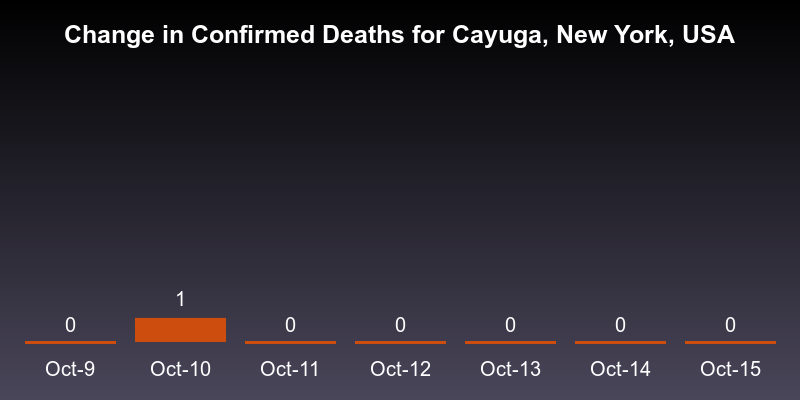 Change in Confirmed Deaths for Cayuga, New York, USA
1
0 0 0 0 0 0
Oct-9 Oct-10 Oct-11 Oct-12 Oct-13 Oct-14 Oct-15